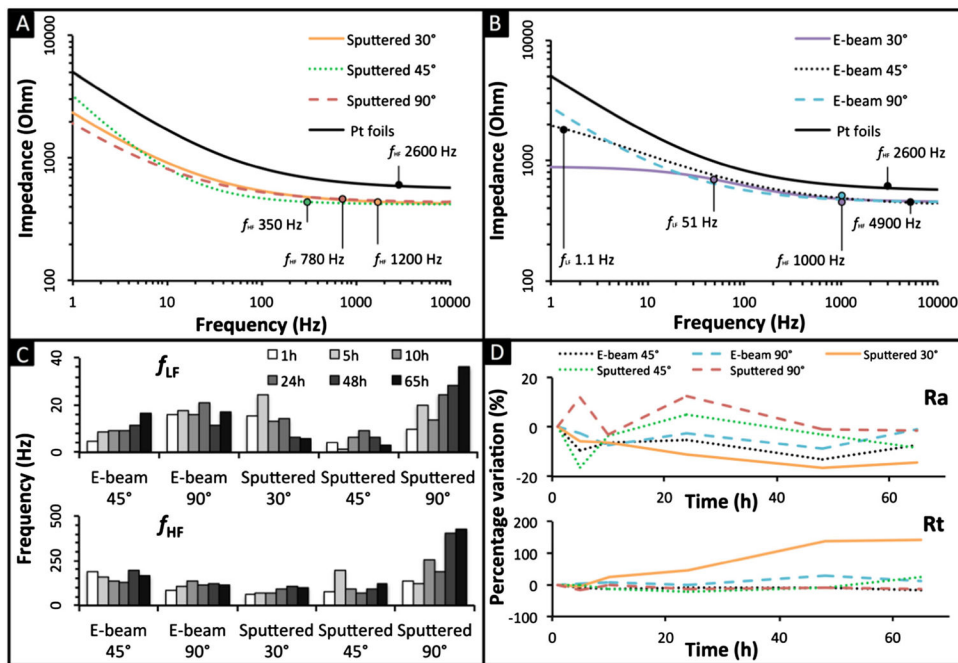 A
10000
1000
100
Impedance (Ohm)
Sputtered 30°
Sputtered 45°
Sputtered 90°
Pt foils
fHF 2600 Hz
fHF 350 Hz
fHF 780 Hz
fHF 1200 Hz
1 10 100 1000 10000
Frequency (Hz)
B
10000
1000
100
Impedance (Ohm)
E-beam 30°
E-beam 45°
E-beam 90°
Pt foils
fHF 2600
fLF 51 Hz
fHF 4900 Hz
fLF 1.1 Hz
fHF 1000 Hz
1 10 100 1000 10000
Frequency (Hz)
C
Frequency (Hz)
fLF
1h 5h 10h
24h 48h 65h
40
20
0
E-beam Sputtered Sputtered Sputtered
E-beam
45° 90° 30° 45° 90°
fHF
500
250
0
E-beam E-beam Sputtered Sputtered Sputtered
45° 90° 30° 45° 90°
D
Percentage variation (%)
E-beam 45° E-beam 90° Sputtered 30°
Sputtered 45° Sputtered 90°
20
0
-20
Ra
0 20 40 60
Time (h)
200
100
0
-100
Rt
0 20 40 60
Time (h)